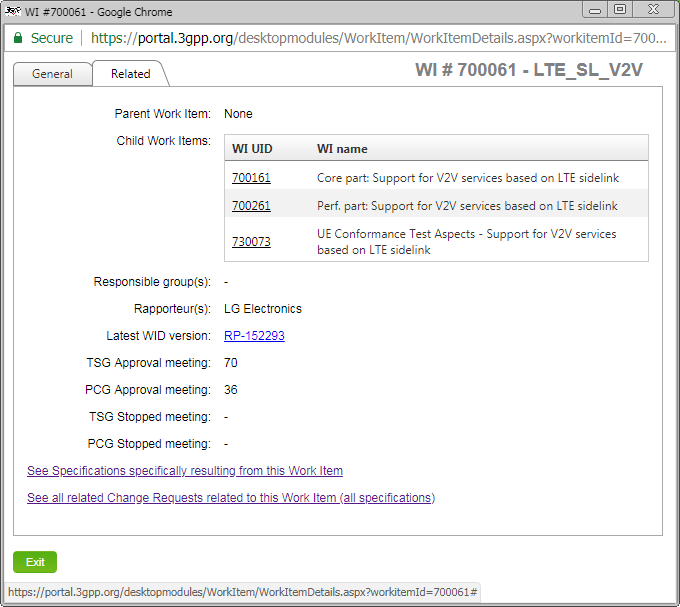 WI #700061 - Google Chrome
Secure https://portal.3gpp.org/desktopmodules/WorkItem/WorkItemDetails.aspx?workitemId=700...
General Related WI # 700061 - LTE_SL_V2V
Parent Work Item: None
Child Work Items:
WI UID WI name
700161 Core part: Support for V2V services based on LTE sidelink
700261 Perf. part: Support for V2V services based on LTE sidelink
730073 UE Conformance Test Aspects - Support for V2V services
based on LTE sidelink
Responsible group(s): -
Rapporteur(s): LG Electronics
Latest WID version: RP-152293
TSG Approval meeting: 70
PCG Approval meeting: 36
TSG Stopped meeting: -
PCG Stopped meeting: -
See Specifications specifically resulting from this Work Item
See all related Change Requests related to this Work Item (all specifications)
Exit
https://portal.3gpp.org/desktopmodules/WorkItem/WorkItemDetails.aspx?workitemId=700061#